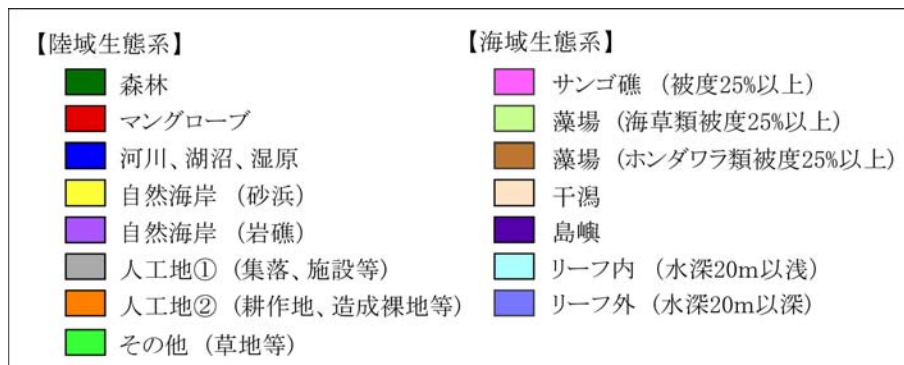 【陸域生態系】
森林
マングローブ
河川、湖沼、湿原
自然海岸 (砂浜)
自然海岸 (岩礁)
人工地① (集落、施設等)
人工地② (耕作地、造成裸地等)
その他 (草地等)
【海域生態系】
サンゴ礁 (被度25%以上)
藻場 (海草類被度25%以上)
藻場 (ホンダワラ類被度25%以上)
干潟
島嶼
リーフ内 (水深20m以浅)
リーフ外 (水深20m以深)